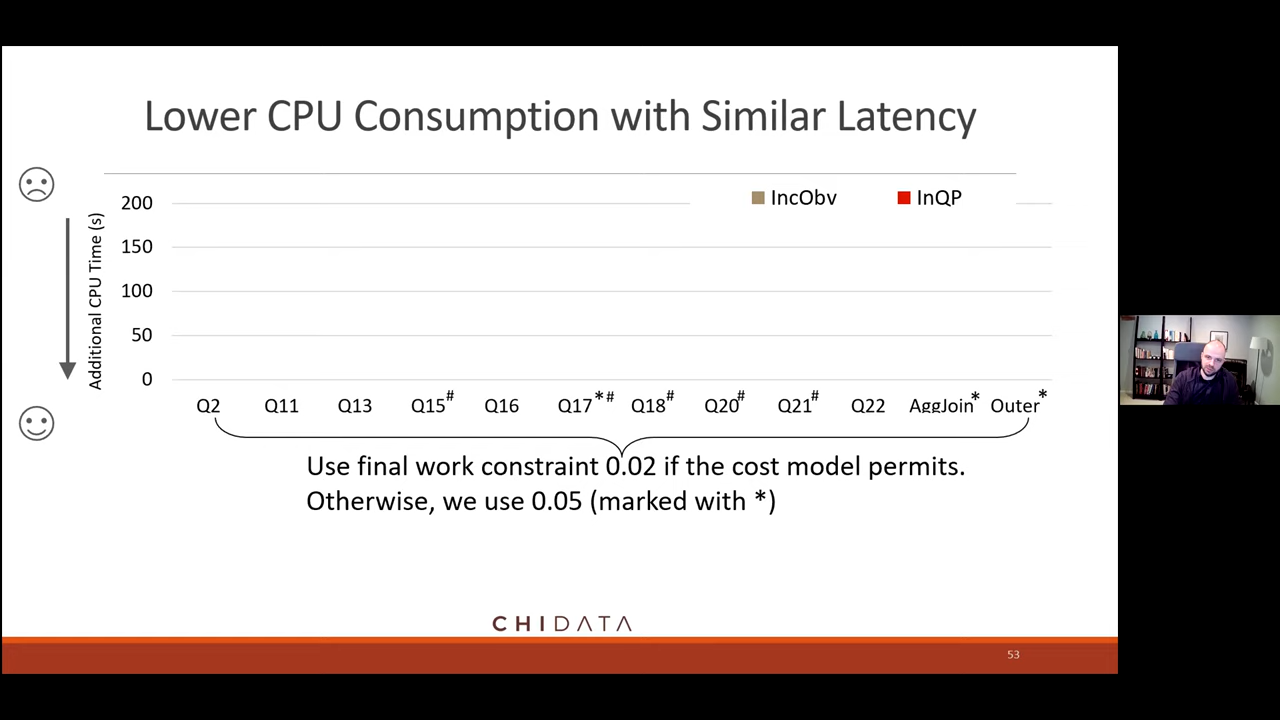 Lower CPU Consumption with Similar Latency
IncObv InQP
Additional CPU Time (s)
200
150
100
50
0
Q2 Q11 Q13 Q15# Q16 Q17*# Q18# Q20# Q21# Q22 AggJoin* Outer*
Use final work constraint 0.02 if the cost model permits.
Otherwise, we use 0.05 (marked with *)
CHIDATA
53